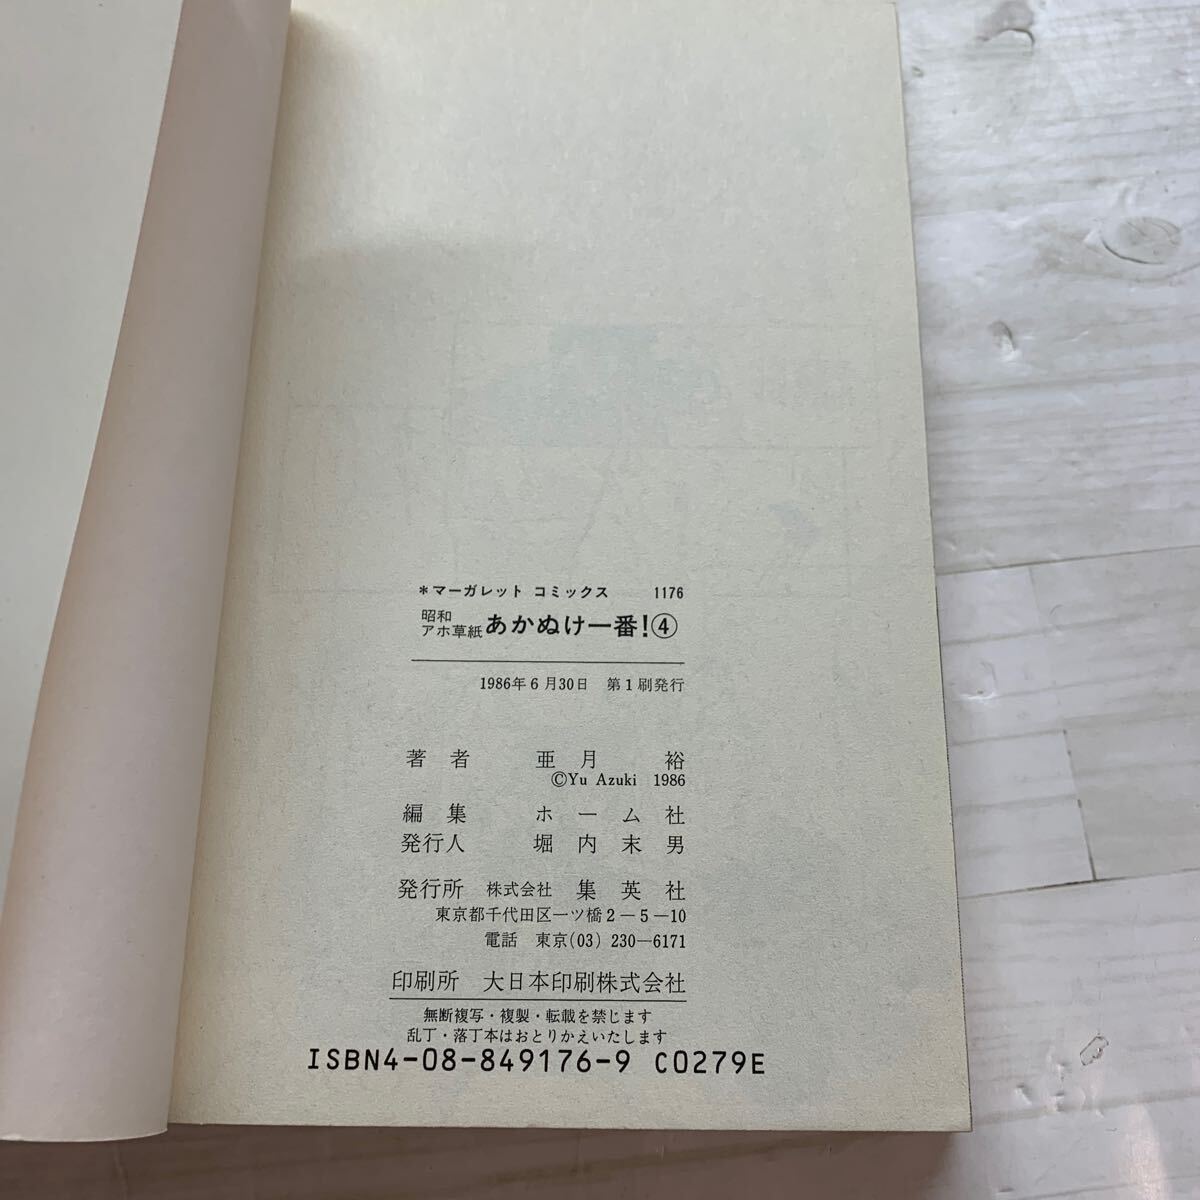 ＊マーガレット コミックス 1176
昭和
アホ草紙 あかぬけ一番!④
1986年6月30日 第1刷発行
著者 亜月裕
©Yu Azuki 1986
編集 ホーム社
発行人 堀内末男
発行所 株式会社 集英社
東京都千代田区一ツ橋2−5−10
電話 東京(03) 230−6171
印刷所 大日本印刷株式会社
無断複写・複製・転載を禁じます
乱丁・落丁本はおとりかえいたします
ISBN4-08-849176-9 C0279E